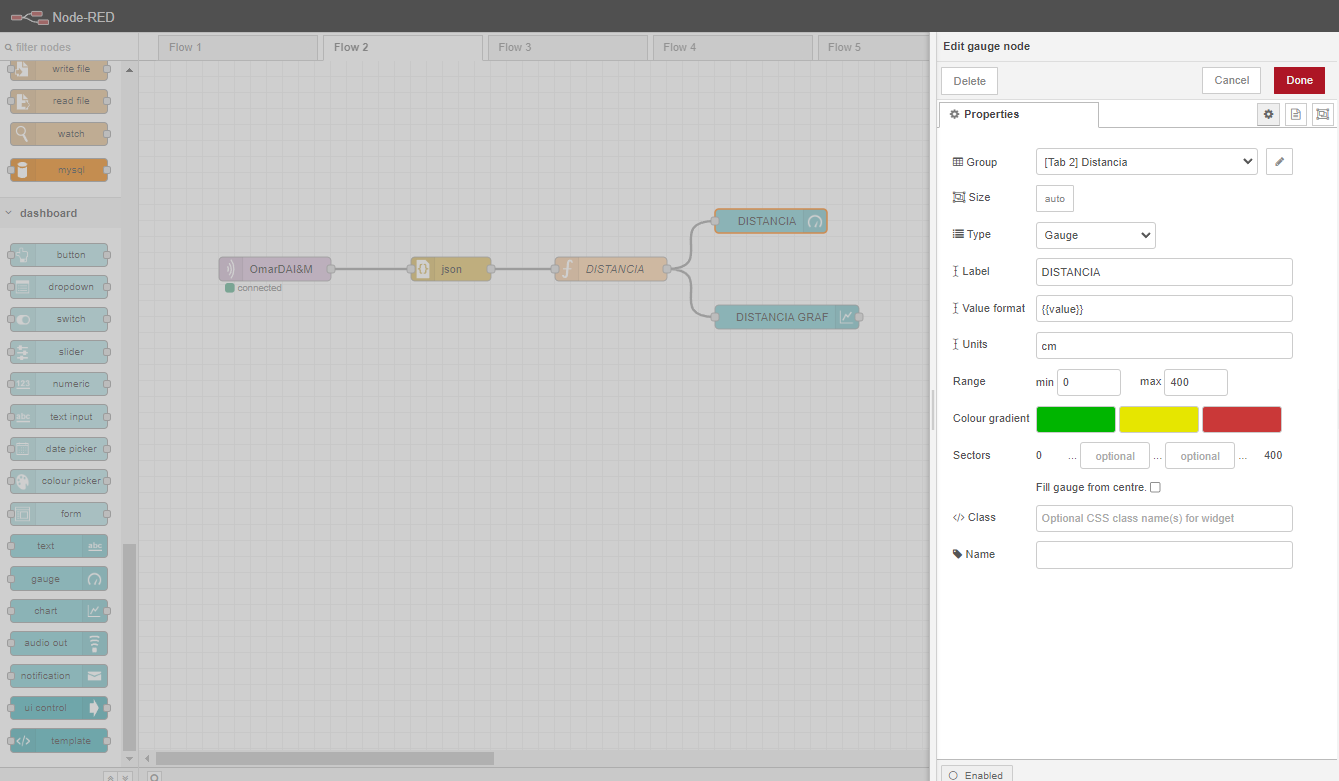 Node-RED
filter nodes
write file
read file
watch
mysql
dashboard
button
dropdown
switch
slider
123 numeric
abc text input
date picker
colour picker
form
text abc
gauge
chart
audio out
notification
ui control
template
Flow 1
Flow 2
Flow 3
Flow 4
Flow 5
OmarDAI&M
connected
{} json
f DISTANCIA
DISTANCIA
DISTANCIA GRAF
Edit gauge node
Delete
Cancel
Done
Properties
Group
[Tab 2] Distancia
Size
auto
Type
Gauge
Label
DISTANCIA
Value format
{{value}}
Units
cm
Range
min 0
max 400
Colour gradient
Sectors
0 ... optional ... optional ... 400
Fill gauge from centre.
</> Class
Optional CSS class name(s) for widget
Name
Enabled